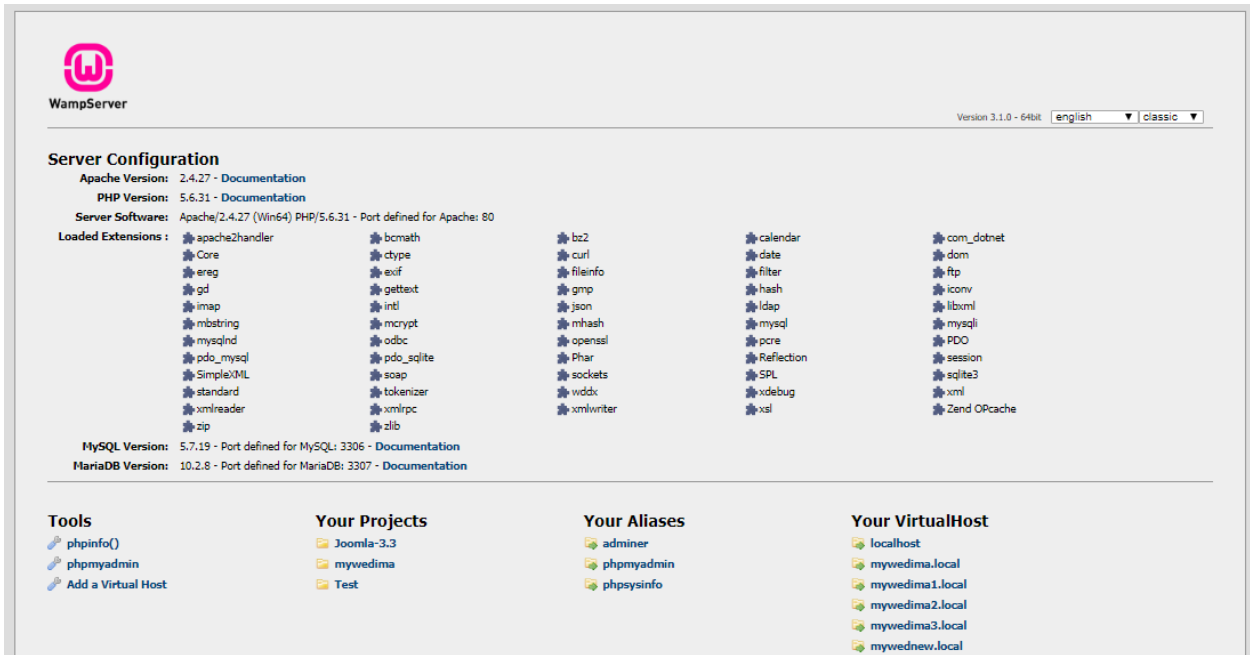 WampServer
Version 3.1.0 - 64bit english classic
Server Configuration
Apache Version: 2.4.27 - Documentation
PHP Version: 5.6.31 - Documentation
Server Software: Apache/2.4.27 (Win64) PHP/5.6.31 - Port defined for Apache: 80
Loaded Extensions : apache2handler bcmath bz2 calendar com_dotnet
Core ctype curl date dom
ereg exif fileinfo filter ftp
gd gettext gmp hash iconv
imap intl json ldap libxml
mbstring mcrypt mhash mysql mysqli
mysqlnd odbc openssl pcre PDO
pdo_mysql pdo_sqlite Phar Reflection session
SimpleXML soap sockets SPL sqlite3
standard tokenizer wddx xdebug xml
xmlreader xmlrpc xmlwriter xsl Zend OPcache
zip zlib
MySQL Version: 5.7.19 - Port defined for MySQL: 3306 - Documentation
MariaDB Version: 10.2.8 - Port defined for MariaDB: 3307 - Documentation
Tools Your Projects Your Aliases Your VirtualHost
phpinfo() Joomla-3.3 adminer localhost
phpmyadmin mywedima phpmyadmin mywedima.local
Add a Virtual Host Test phpsysinfo mywedima1.local
mywedima2.local
mywedima3.local
mywednew.local